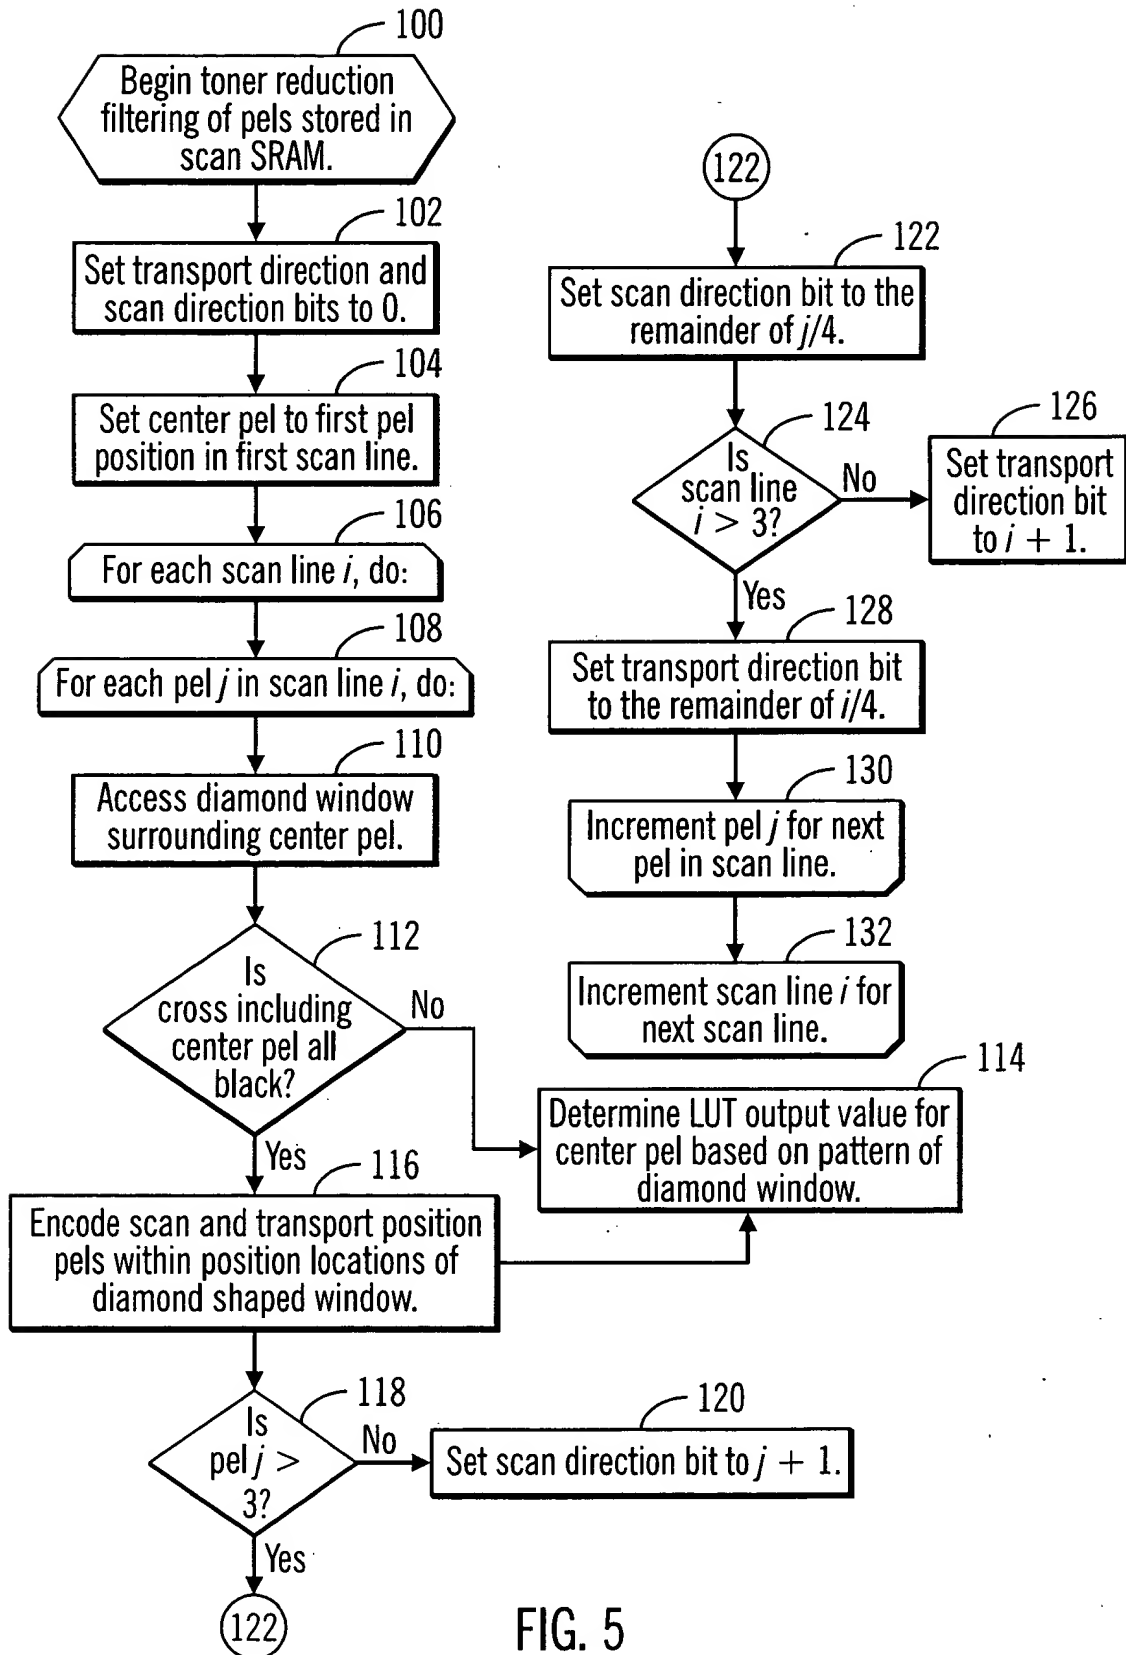 100
Begin toner reduction
filtering of pels stored in
scan SRAM.
102
Set transport direction and
scan direction bits to 0.
104
Set center pel to first pel
position in first scan line.
106
For each scan line i, do:
108
For each pel j in scan line i, do:
110
Access diamond window
surrounding center pel.
112
Is
cross including
center pel all
black?
No
Yes
114
Determine LUT output value for
center pel based on pattern of
diamond window.
116
Encode scan and transport position
pels within position locations of
diamond shaped window.
118
Is
pel j >
3?
No
120
Set scan direction bit to j + 1.
Yes
122
122
122
Set scan direction bit to the
remainder of j/4.
124
Is
scan line
i > 3?
No
126
Set transport
direction bit
to i + 1.
Yes
128
Set transport direction bit
to the remainder of i/4.
130
Increment pel j for next
pel in scan line.
132
Increment scan line i for
next scan line.
FIG. 5